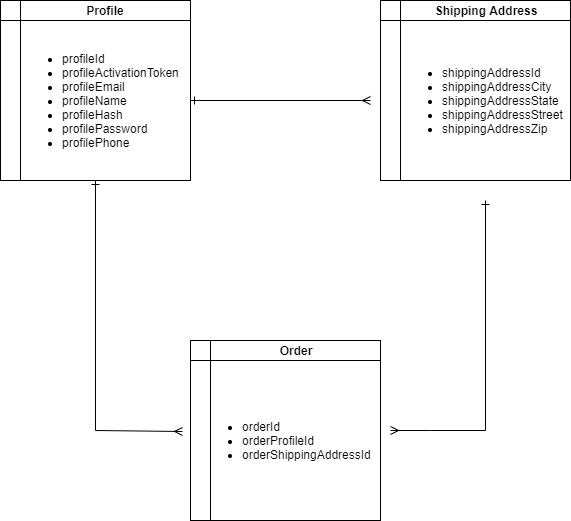 Profile
profileId
profileActivationToken
profileEmail
profileName
profileHash
profilePassword
profilePhone
Shipping Address
shippingAddressId
shippingAddressCity
shippingAddressState
shippingAddressStreet
shippingAddressZip
Order
orderId
orderProfileId
orderShippingAddressId